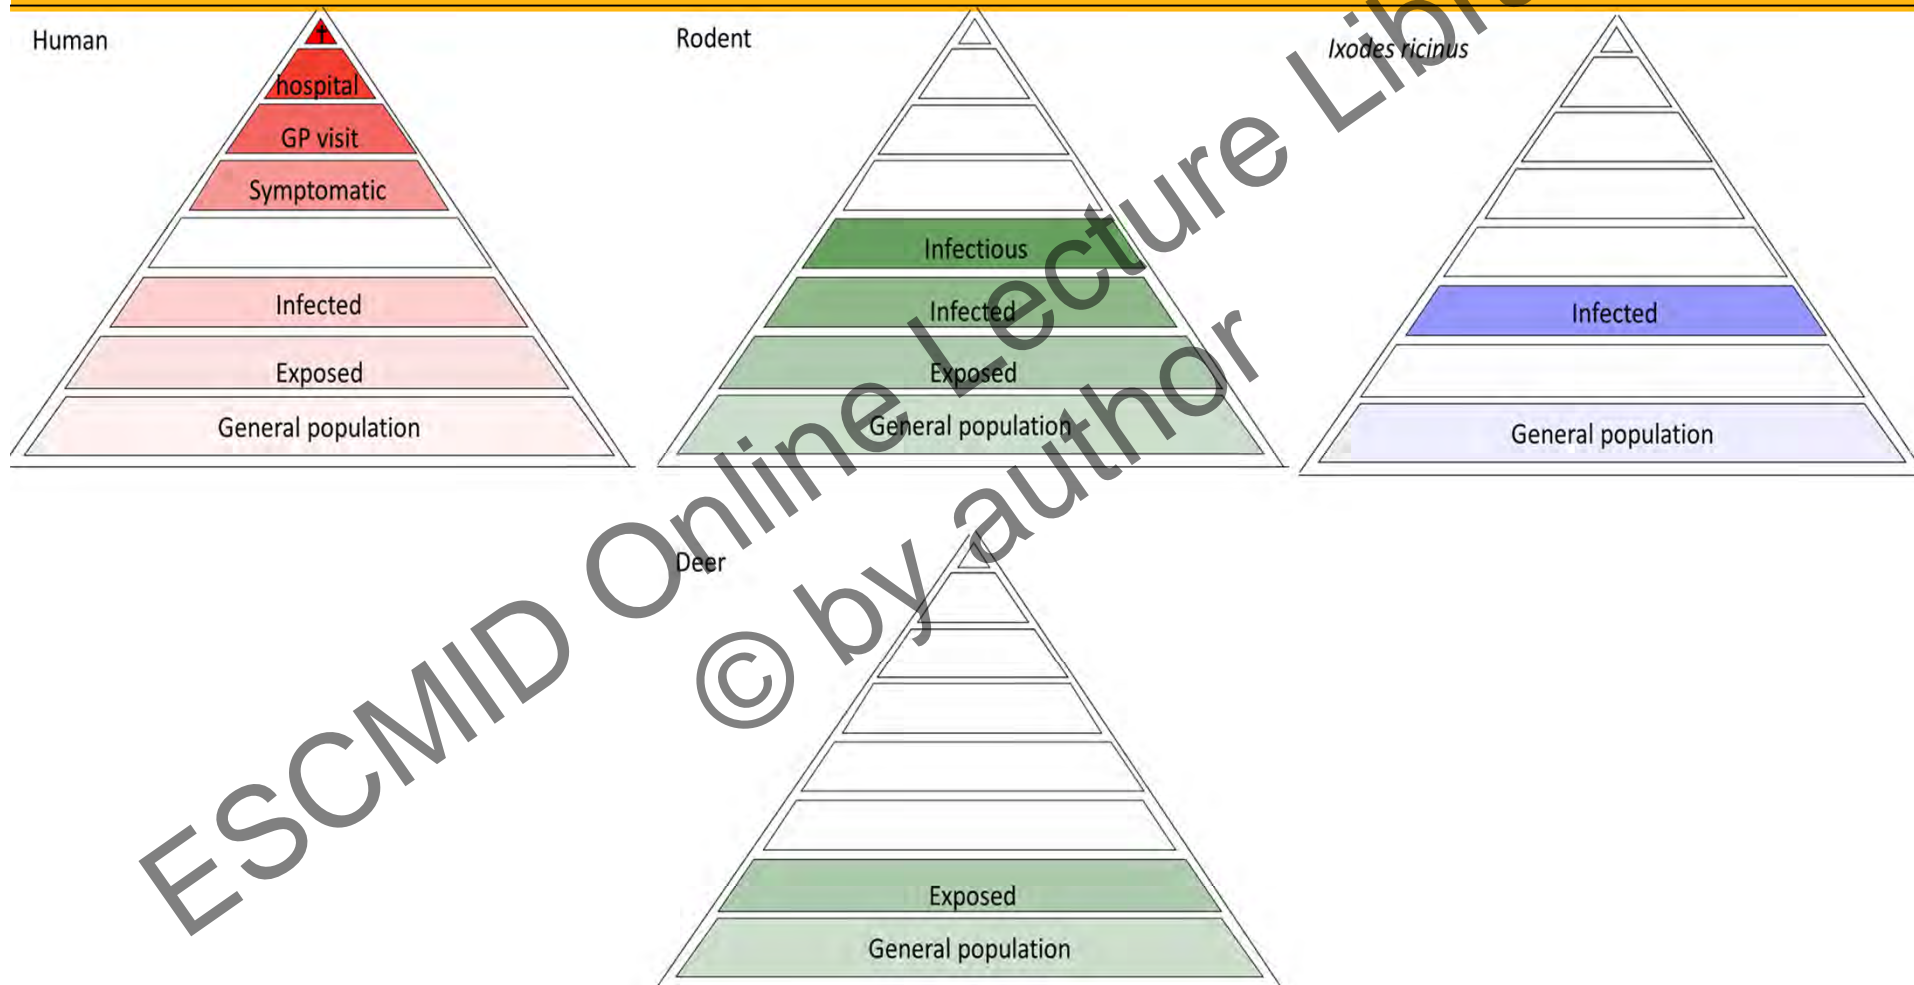 Human
†
hospital
GP visit
Symptomatic
Infected
Exposed
General population
Rodent
Infectious
Infected
Exposed
General population
Ixodes ricinus
Infected
General population
Deer
Exposed
General population
ESCMID Online Lecture Libr
© by author